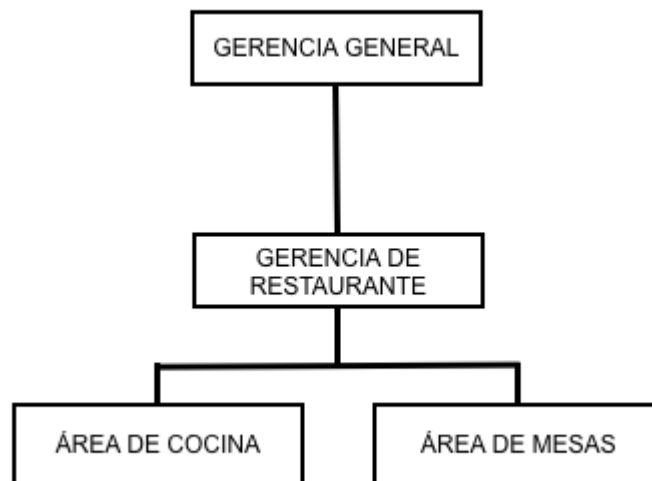 GERENCIA GENERAL
GERENCIA DE
RESTAURANTE
ÁREA DE COCINA
ÁREA DE MESAS